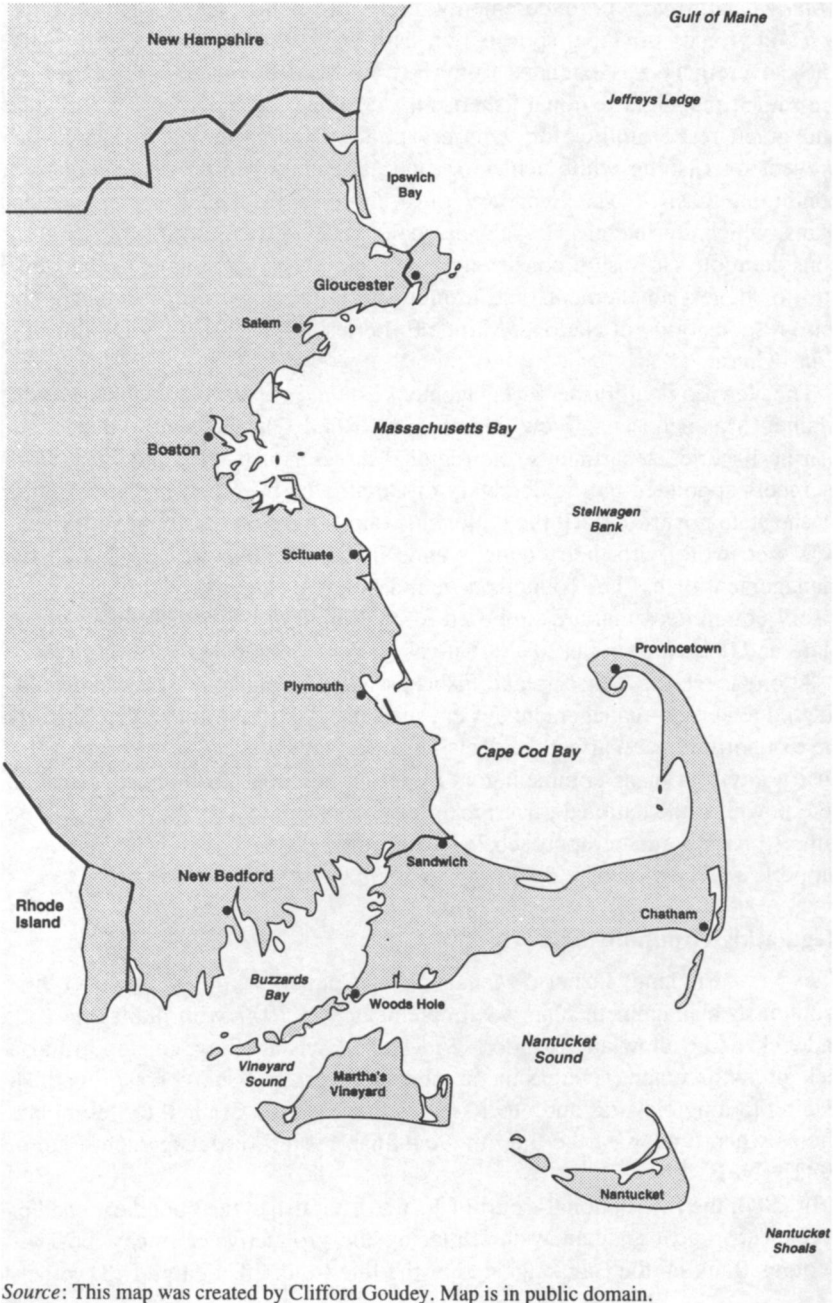 Gulf of Maine
New Hampshire
Jeffreys Ledge
Ipswich
Bay
Gloucester
Salem
Massachusetts Bay
Boston
Stellwagen
Bank
Scituate
Provincetown
Plymouth
Cape Cod Bay
Sandwich
New Bedford
Rhode
Island
Chatham
Buzzards
Bay
Woods Hole
Nantucket
Sound
Vineyard
Sound
Martha's
Vineyard
Nantucket
Nantucket
Shoals
Source: This map was created by Clifford Goudey. Map is in public domain.